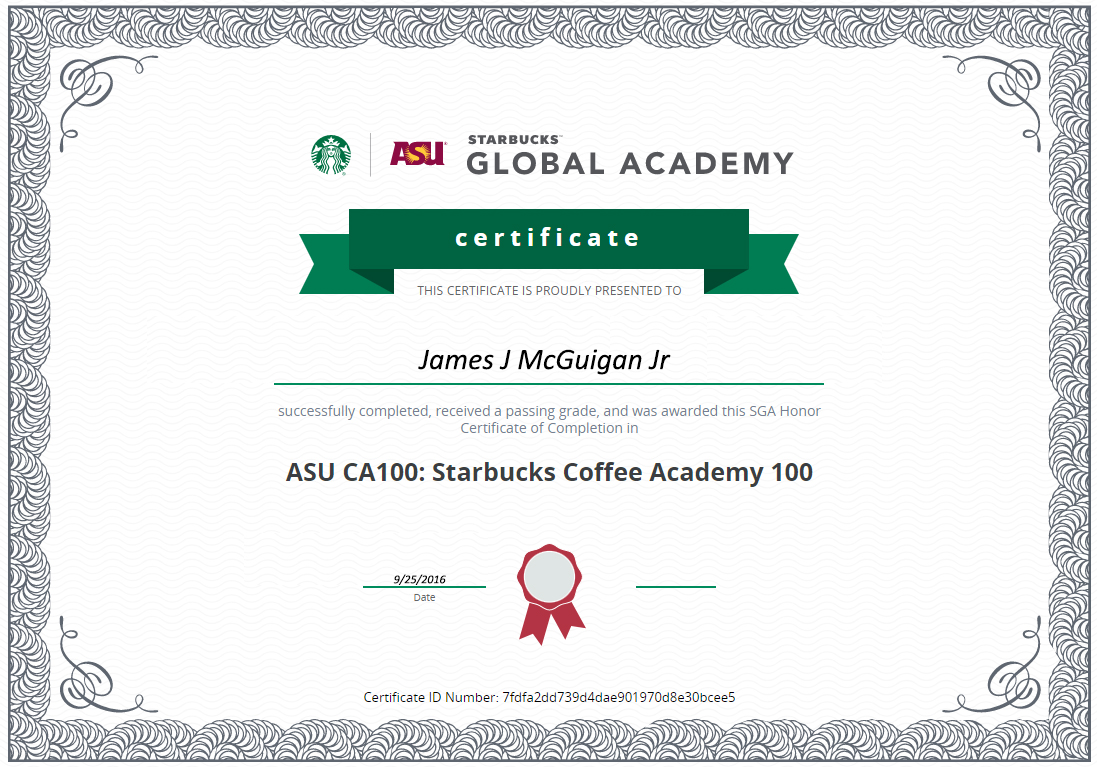 ASU
STARBUCKS™
GLOBAL ACADEMY
certificate
THIS CERTIFICATE IS PROUDLY PRESENTED TO
James J McGuigan Jr
successfully completed, received a passing grade, and was awarded this SGA Honor
Certificate of Completion in
ASU CA100: Starbucks Coffee Academy 100
9/25/2016
Date
Certificate ID Number: 7fdfa2dd739d4dae901970d8e30bcee5